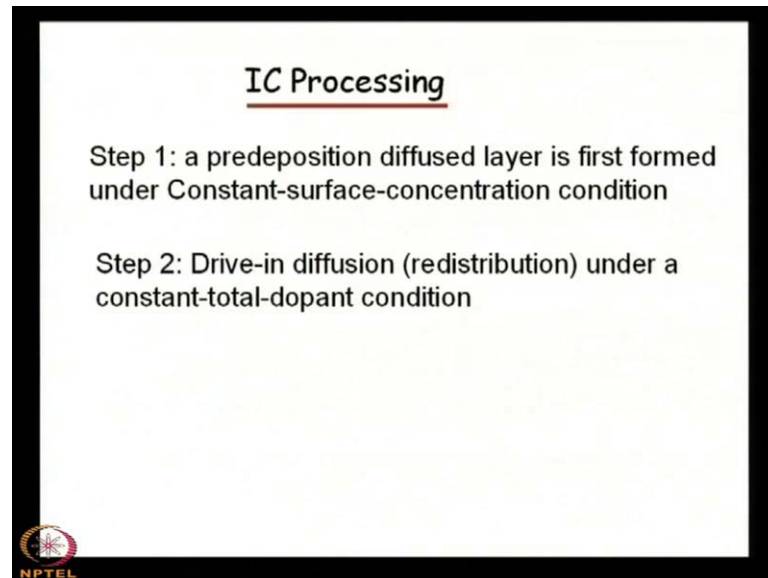 IC Processing
Step 1: a predeposition diffused layer is first formed
under Constant-surface-concentration condition
Step 2: Drive-in diffusion (redistribution) under a
constant-total-dopant condition
NPTEL